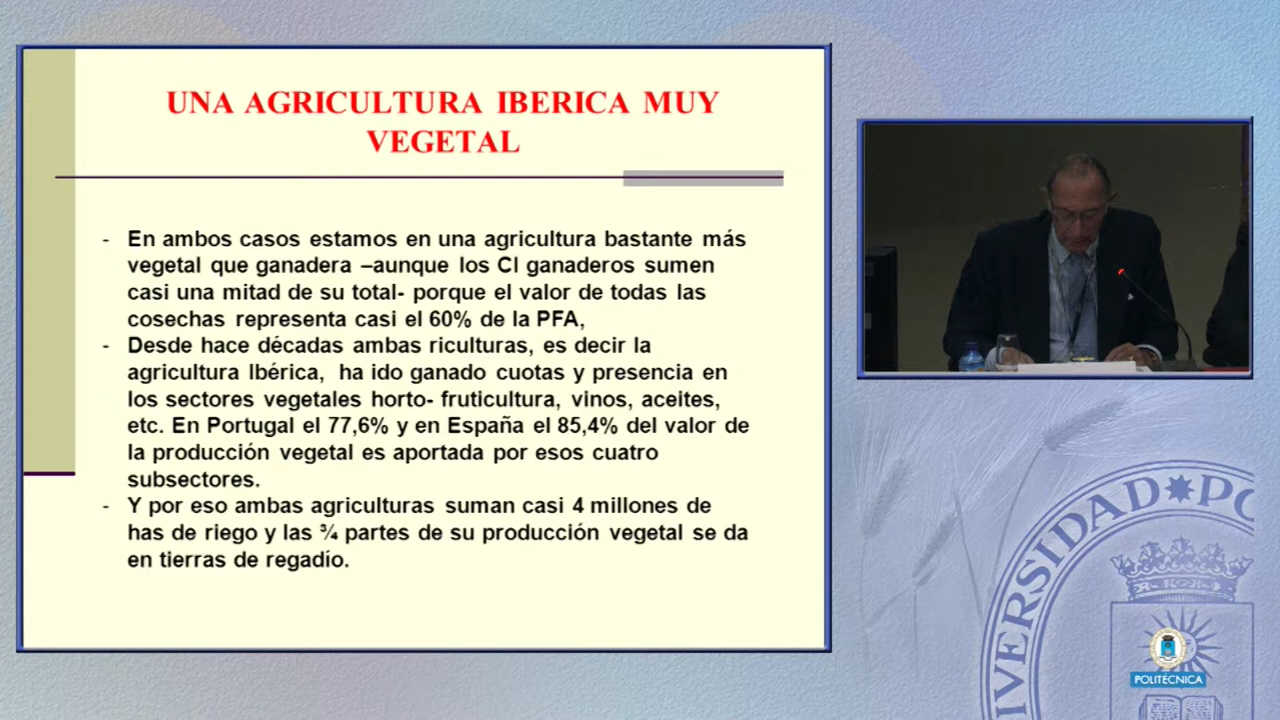 UNA AGRICULTURA IBERICA MUY
VEGETAL
- En ambos casos estamos en una agricultura bastante más
vegetal que ganadera –aunque los CI ganaderos sumen
casi una mitad de su total- porque el valor de todas las
cosechas representa casi el 60% de la PFA,
- Desde hace décadas ambas riculturas, es decir la
agricultura Ibérica, ha ido ganado cuotas y presencia en
los sectores vegetales horto- fruticultura, vinos, aceites,
etc. En Portugal el 77,6% y en España el 85,4% del valor de
la producción vegetal es aportada por esos cuatro
subsectores.
- Y por eso ambas agriculturas suman casi 4 millones de
has de riego y las ¾ partes de su producción vegetal se da
en tierras de regadío.
IVERSIDAD PO
POLITÉCNICA